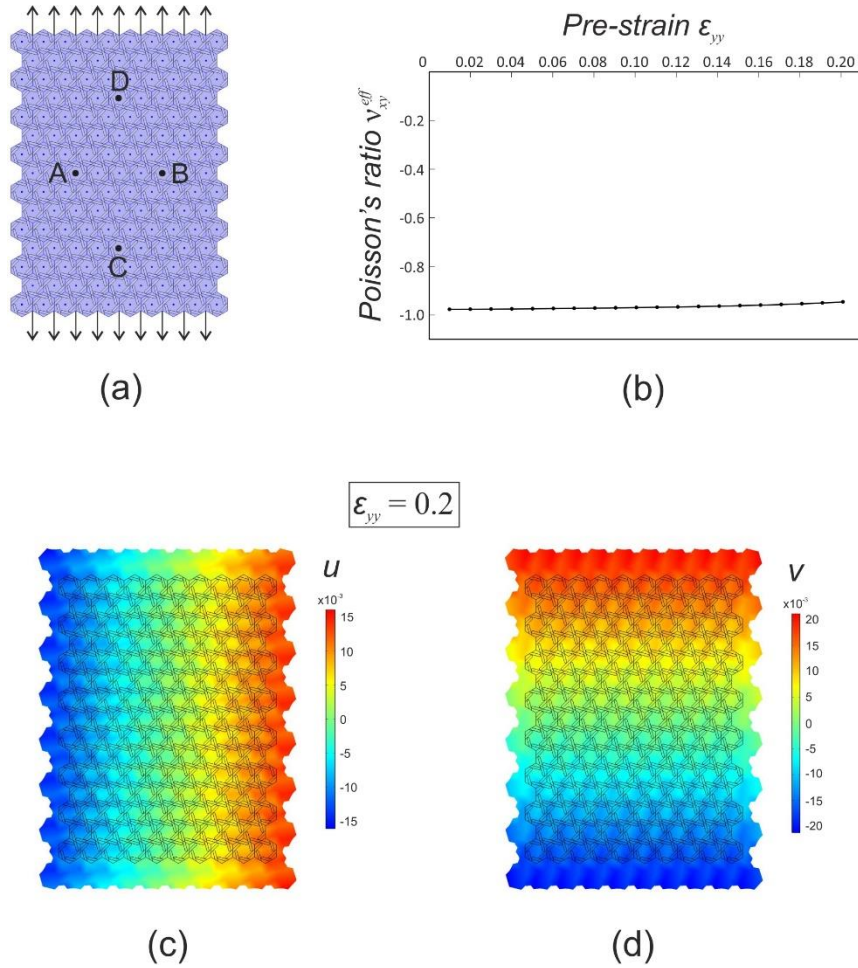 D
A B
C
(a)
Pre-strain εyy
0 0.02 0.04 0.06 0.08 0.10 0.12 0.14 0.16 0.18 0.20
-0.2
-0.4
-0.6
-0.8
-1.0
Poisson's ratio νxy^eff
(b)
εyy = 0.2
u
x10⁻³
15
10
5
0
-5
-10
-15
(c)
v
x10⁻³
20
15
10
5
0
-5
-10
-15
-20
(d)